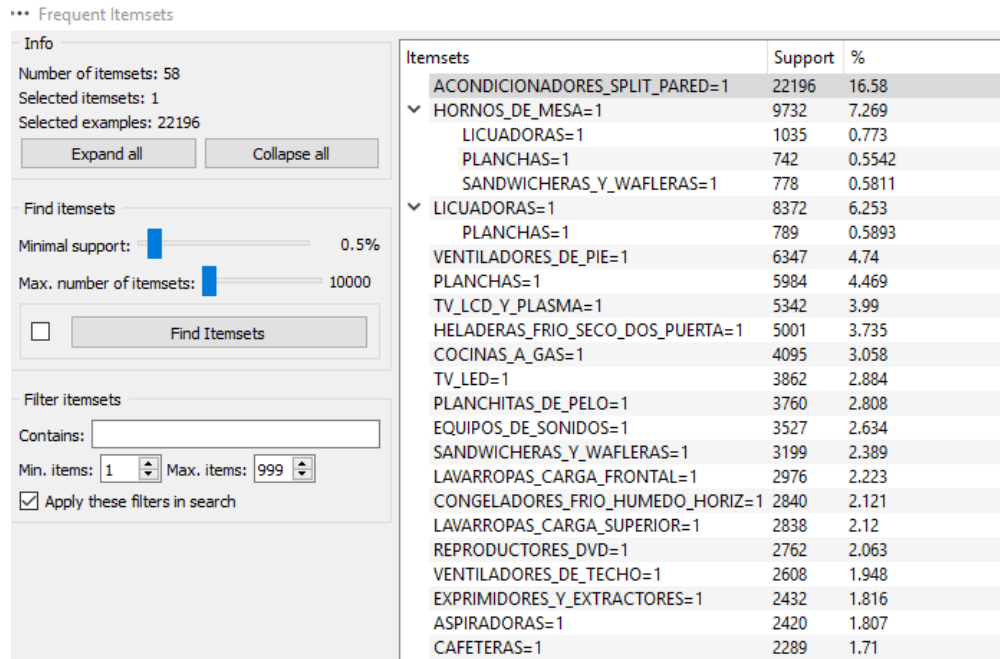 Frequent Itemsets
Info
Number of itemsets: 58
Selected itemsets: 1
Selected examples: 22196
Expand all Collapse all
Find itemsets
Minimal support: 0.5%
Max. number of itemsets: 10000
Find Itemsets
Filter itemsets
Contains:
Min. items: 1 Max. items: 999
Apply these filters in search
Itemsets Support %
ACONDICIONADORES_SPLIT_PARED=1 22196 16.58
HORNOS_DE_MESA=1 9732 7.269
LICUADORAS=1 1035 0.773
PLANCHAS=1 742 0.5542
SANDWICHERAS_Y_WAFLERAS=1 778 0.5811
LICUADORAS=1 8372 6.253
PLANCHAS=1 789 0.5893
VENTILADORES_DE_PIE=1 6347 4.74
PLANCHAS=1 5984 4.469
TV_LCD_Y_PLASMA=1 5342 3.99
HELADERAS_FRIO_SECO_DOS_PUERTA=1 5001 3.735
COCINAS_A_GAS=1 4095 3.058
TV_LED=1 3862 2.884
PLANCHITAS_DE_PELO=1 3760 2.808
EQUIPOS_DE_SONIDOS=1 3527 2.634
SANDWICHERAS_Y_WAFLERAS=1 3199 2.389
LAVARROPAS_CARGA_FRONTAL=1 2976 2.223
CONGELADORES_FRIO_HUMEDO_HORIZ=1 2840 2.121
LAVARROPAS_CARGA_SUPERIOR=1 2838 2.12
REPRODUCTORES_DVD=1 2762 2.063
VENTILADORES_DE_TECHO=1 2608 1.948
EXPRIMIDORES_Y_EXTRACTORES=1 2432 1.816
ASPIRADORAS=1 2420 1.807
CAFETERAS=1 2289 1.71